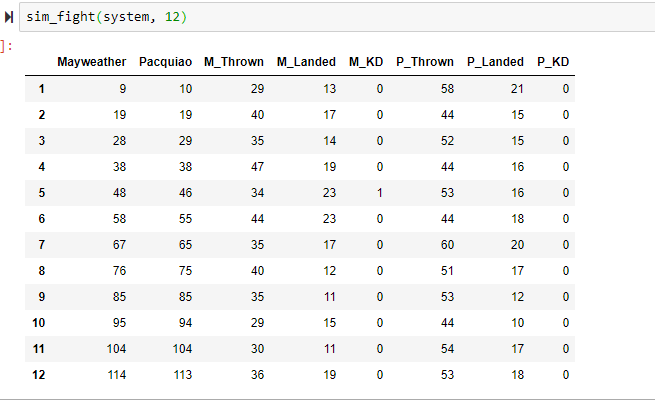 sim_fight(system, 12)
]:
Mayweather Pacquiao M_Thrown M_Landed M_KD P_Thrown P_Landed P_KD
1 9 10 29 13 0 58 21 0
2 19 19 40 17 0 44 15 0
3 28 29 35 14 0 52 15 0
4 38 38 47 19 0 44 16 0
5 48 46 34 23 1 53 16 0
6 58 55 44 23 0 44 18 0
7 67 65 35 17 0 60 20 0
8 76 75 40 12 0 51 17 0
9 85 85 35 11 0 53 12 0
10 95 94 29 15 0 44 10 0
11 104 104 30 11 0 54 17 0
12 114 113 36 19 0 53 18 0